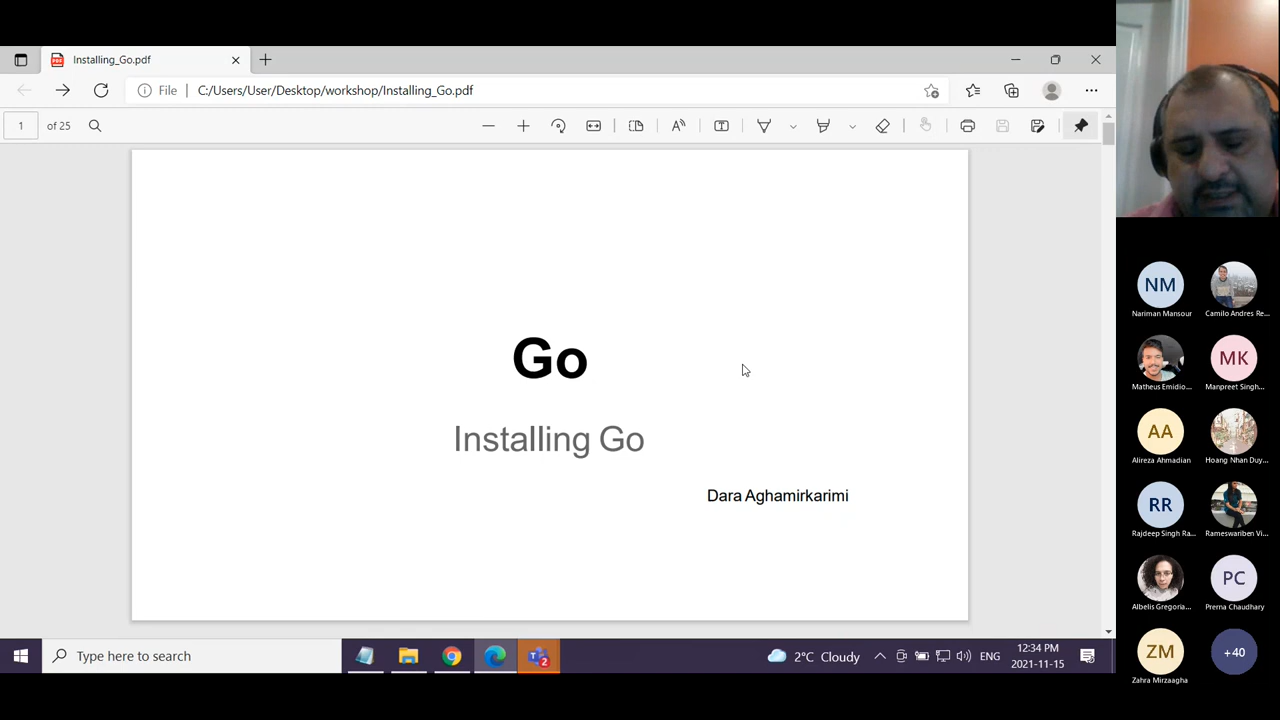 Installing_Go.pdf
File
C:/Users/User/Desktop/workshop/Installing_Go.pdf
1
of 25
Go
Installing Go
Dara Aghamirkarimi
NM
Nariman Mansour
Camilo Andres Re...
Matheus Emidio...
MK
Manpreet Singh...
AA
Alireza Ahmadian
Hoang Nhan Duy...
RR
Rajdeep Singh Ra...
Rameswariben Vi...
Albelis Gregoria...
PC
Prerna Chaudhary
ZM
Zahra Mirzaagha
+40
Type here to search
2
2°C Cloudy
ENG
12:34 PM
2021-11-15